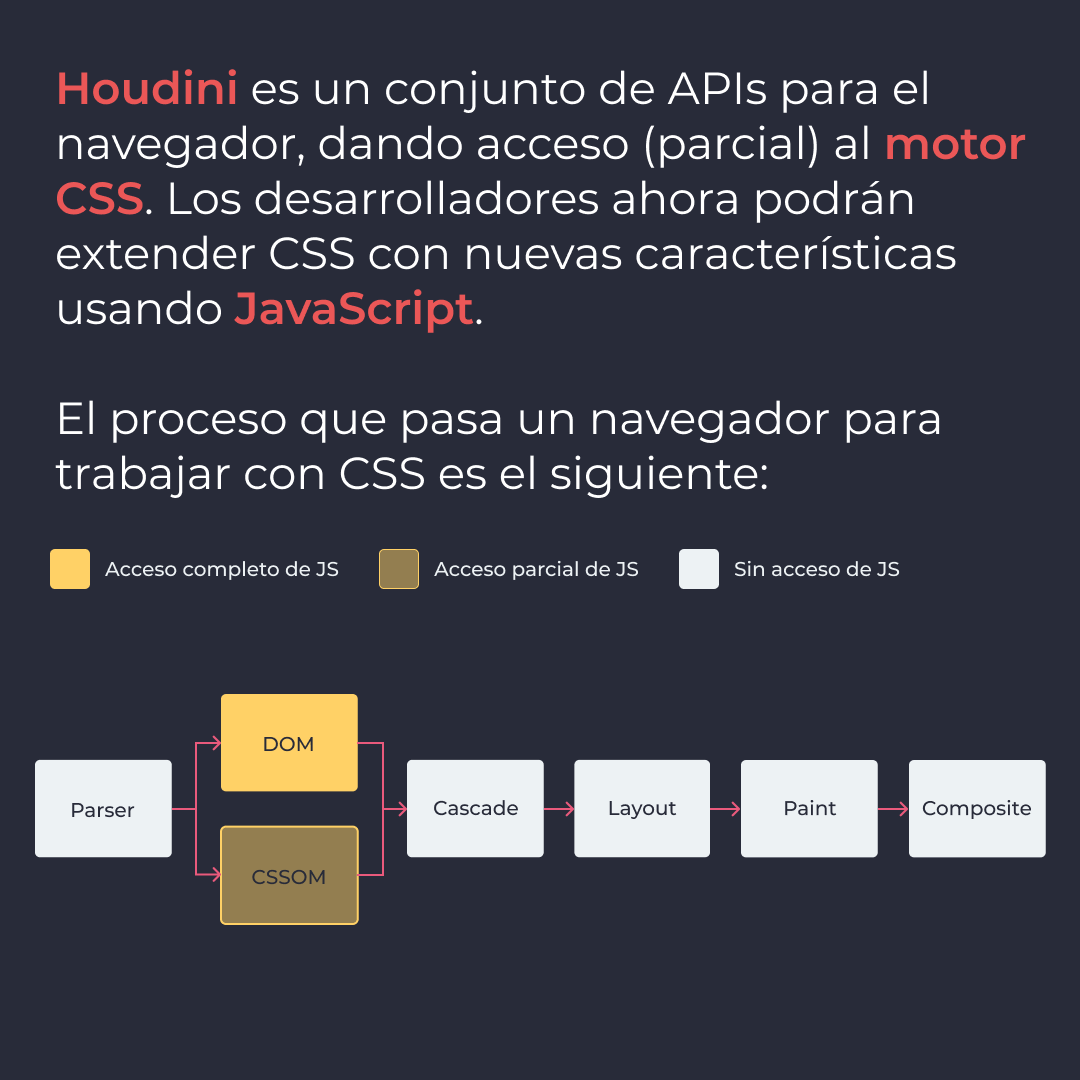 Houdini es un conjunto de APIs para el
navegador, dando acceso (parcial) al motor
CSS. Los desarrolladores ahora podrán
extender CSS con nuevas características
usando JavaScript.
El proceso que pasa un navegador para
trabajar con CSS es el siguiente:
Acceso completo de JS
Acceso parcial de JS
Sin acceso de JS
Parser
DOM
CSSOM
Cascade
Layout
Paint
Composite